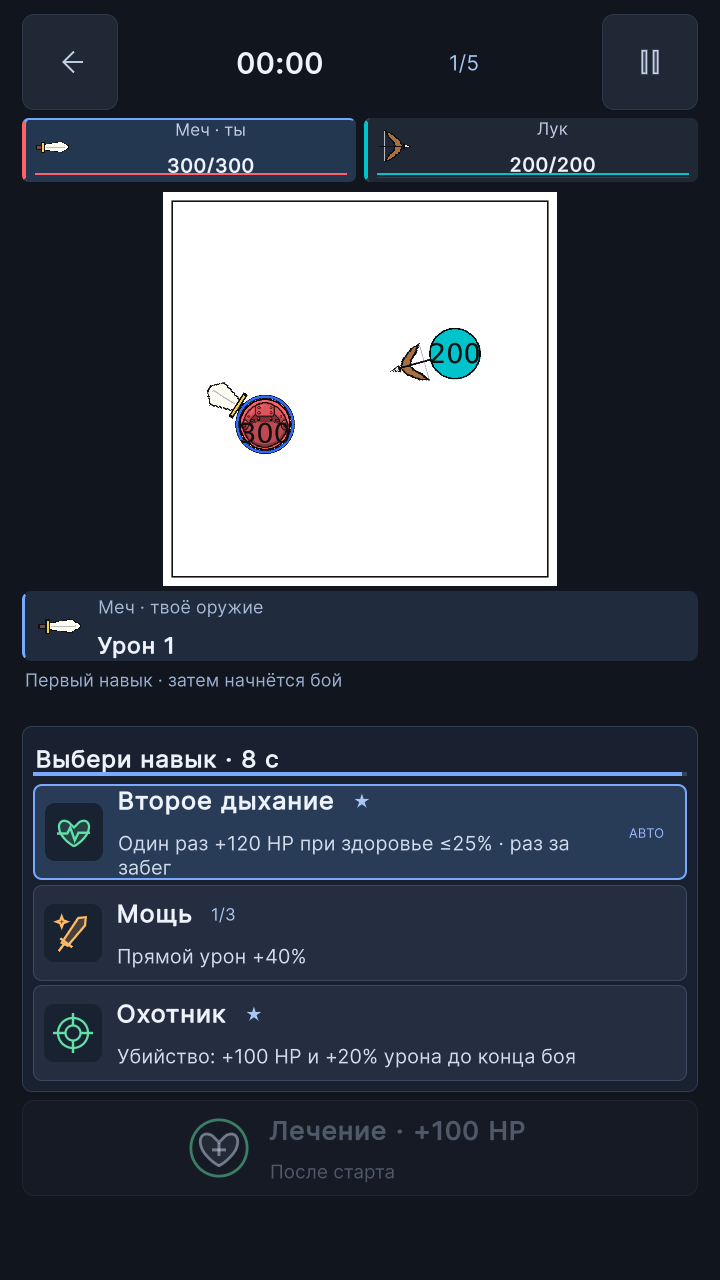 00:00
1/5
Меч · ты
300/300
Лук
200/200
200
300
Меч · твоё оружие
Урон 1
Первый навык · затем начнётся бой
Выбери навык · 8 с
Второе дыхание ★
Один раз +120 HP при здоровье ≤25% · раз за
забег
АВТО
Мощь 1/3
Прямой урон +40%
Охотник ★
Убийство: +100 HP и +20% урона до конца боя
Лечение · +100 HP
После старта